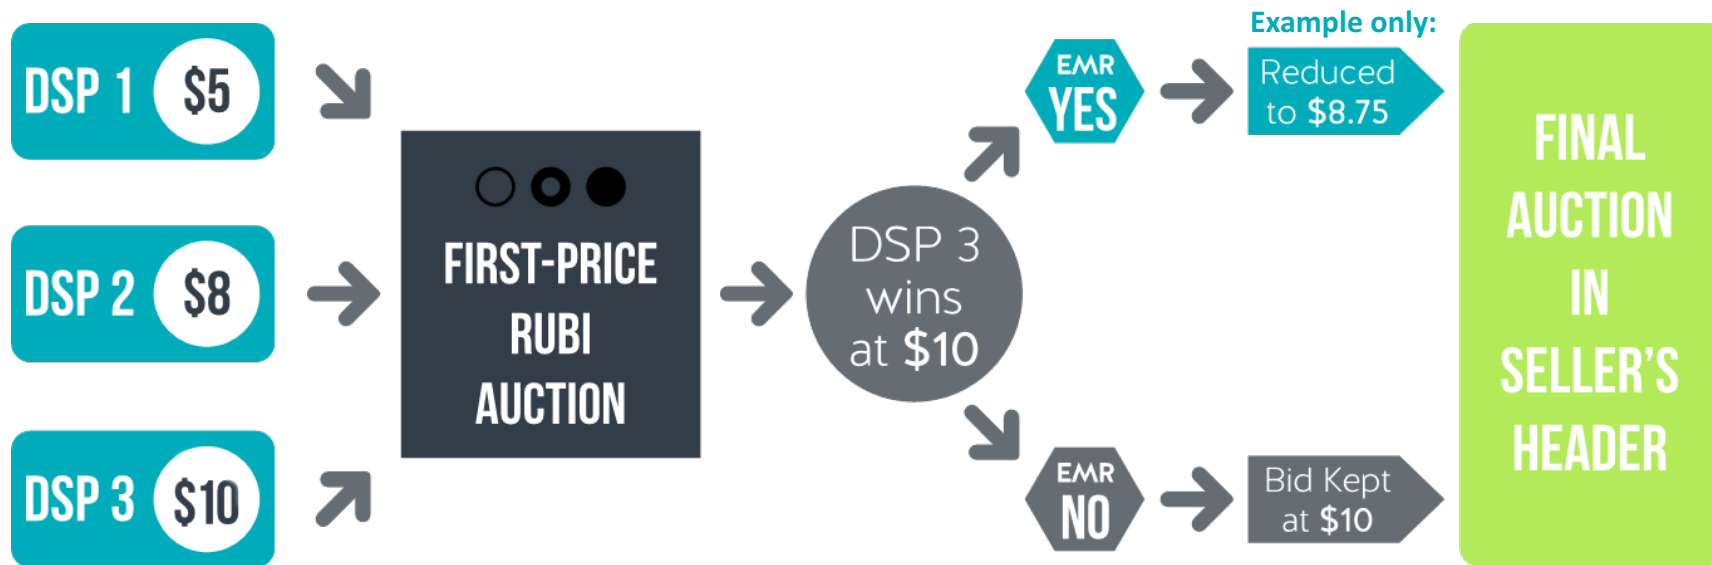 DSP 1 $5
DSP 2 $8
DSP 3 $10
FIRST-PRICE
RUBI
AUCTION
DSP 3
wins
at $10
EMR
YES
Example only:
Reduced
to $8.75
EMR
NO
Bid Kept
at $10
FINAL
AUCTION
IN
SELLER'S
HEADER